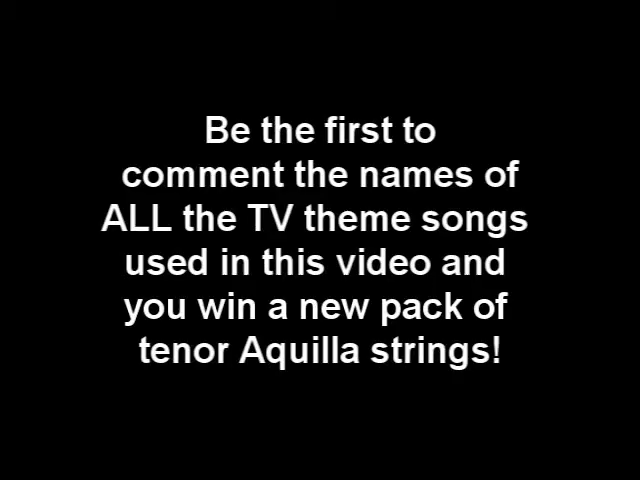 Be the first to
comment the names of
ALL the TV theme songs
used in this video and
you win a new pack of
tenor Aquilla strings!